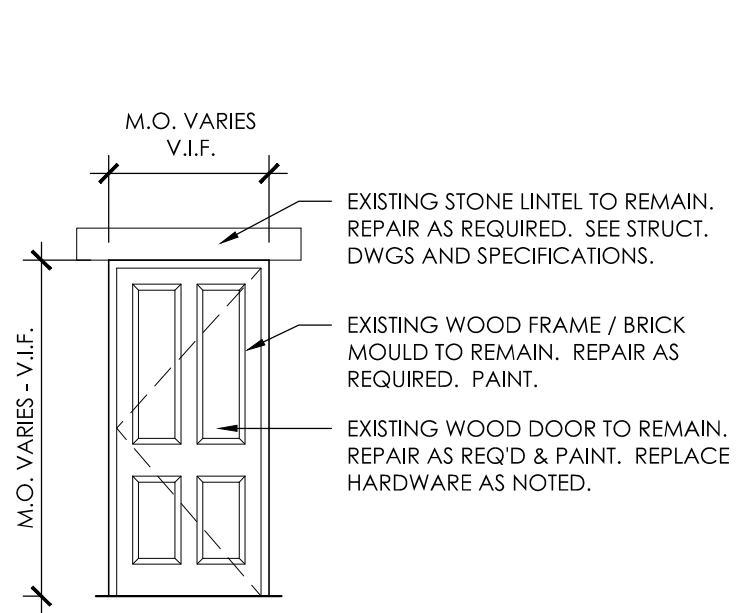 M.O. VARIES
V.I.F.
EXISTING STONE LINTEL TO REMAIN.
REPAIR AS REQUIRED. SEE STRUCT.
DWGS AND SPECIFICATIONS.
EXISTING WOOD FRAME / BRICK
MOULD TO REMAIN. REPAIR AS
REQUIRED. PAINT.
EXISTING WOOD DOOR TO REMAIN.
REPAIR AS REQ'D & PAINT. REPLACE
HARDWARE AS NOTED.
M.O. VARIES - V.I.F.